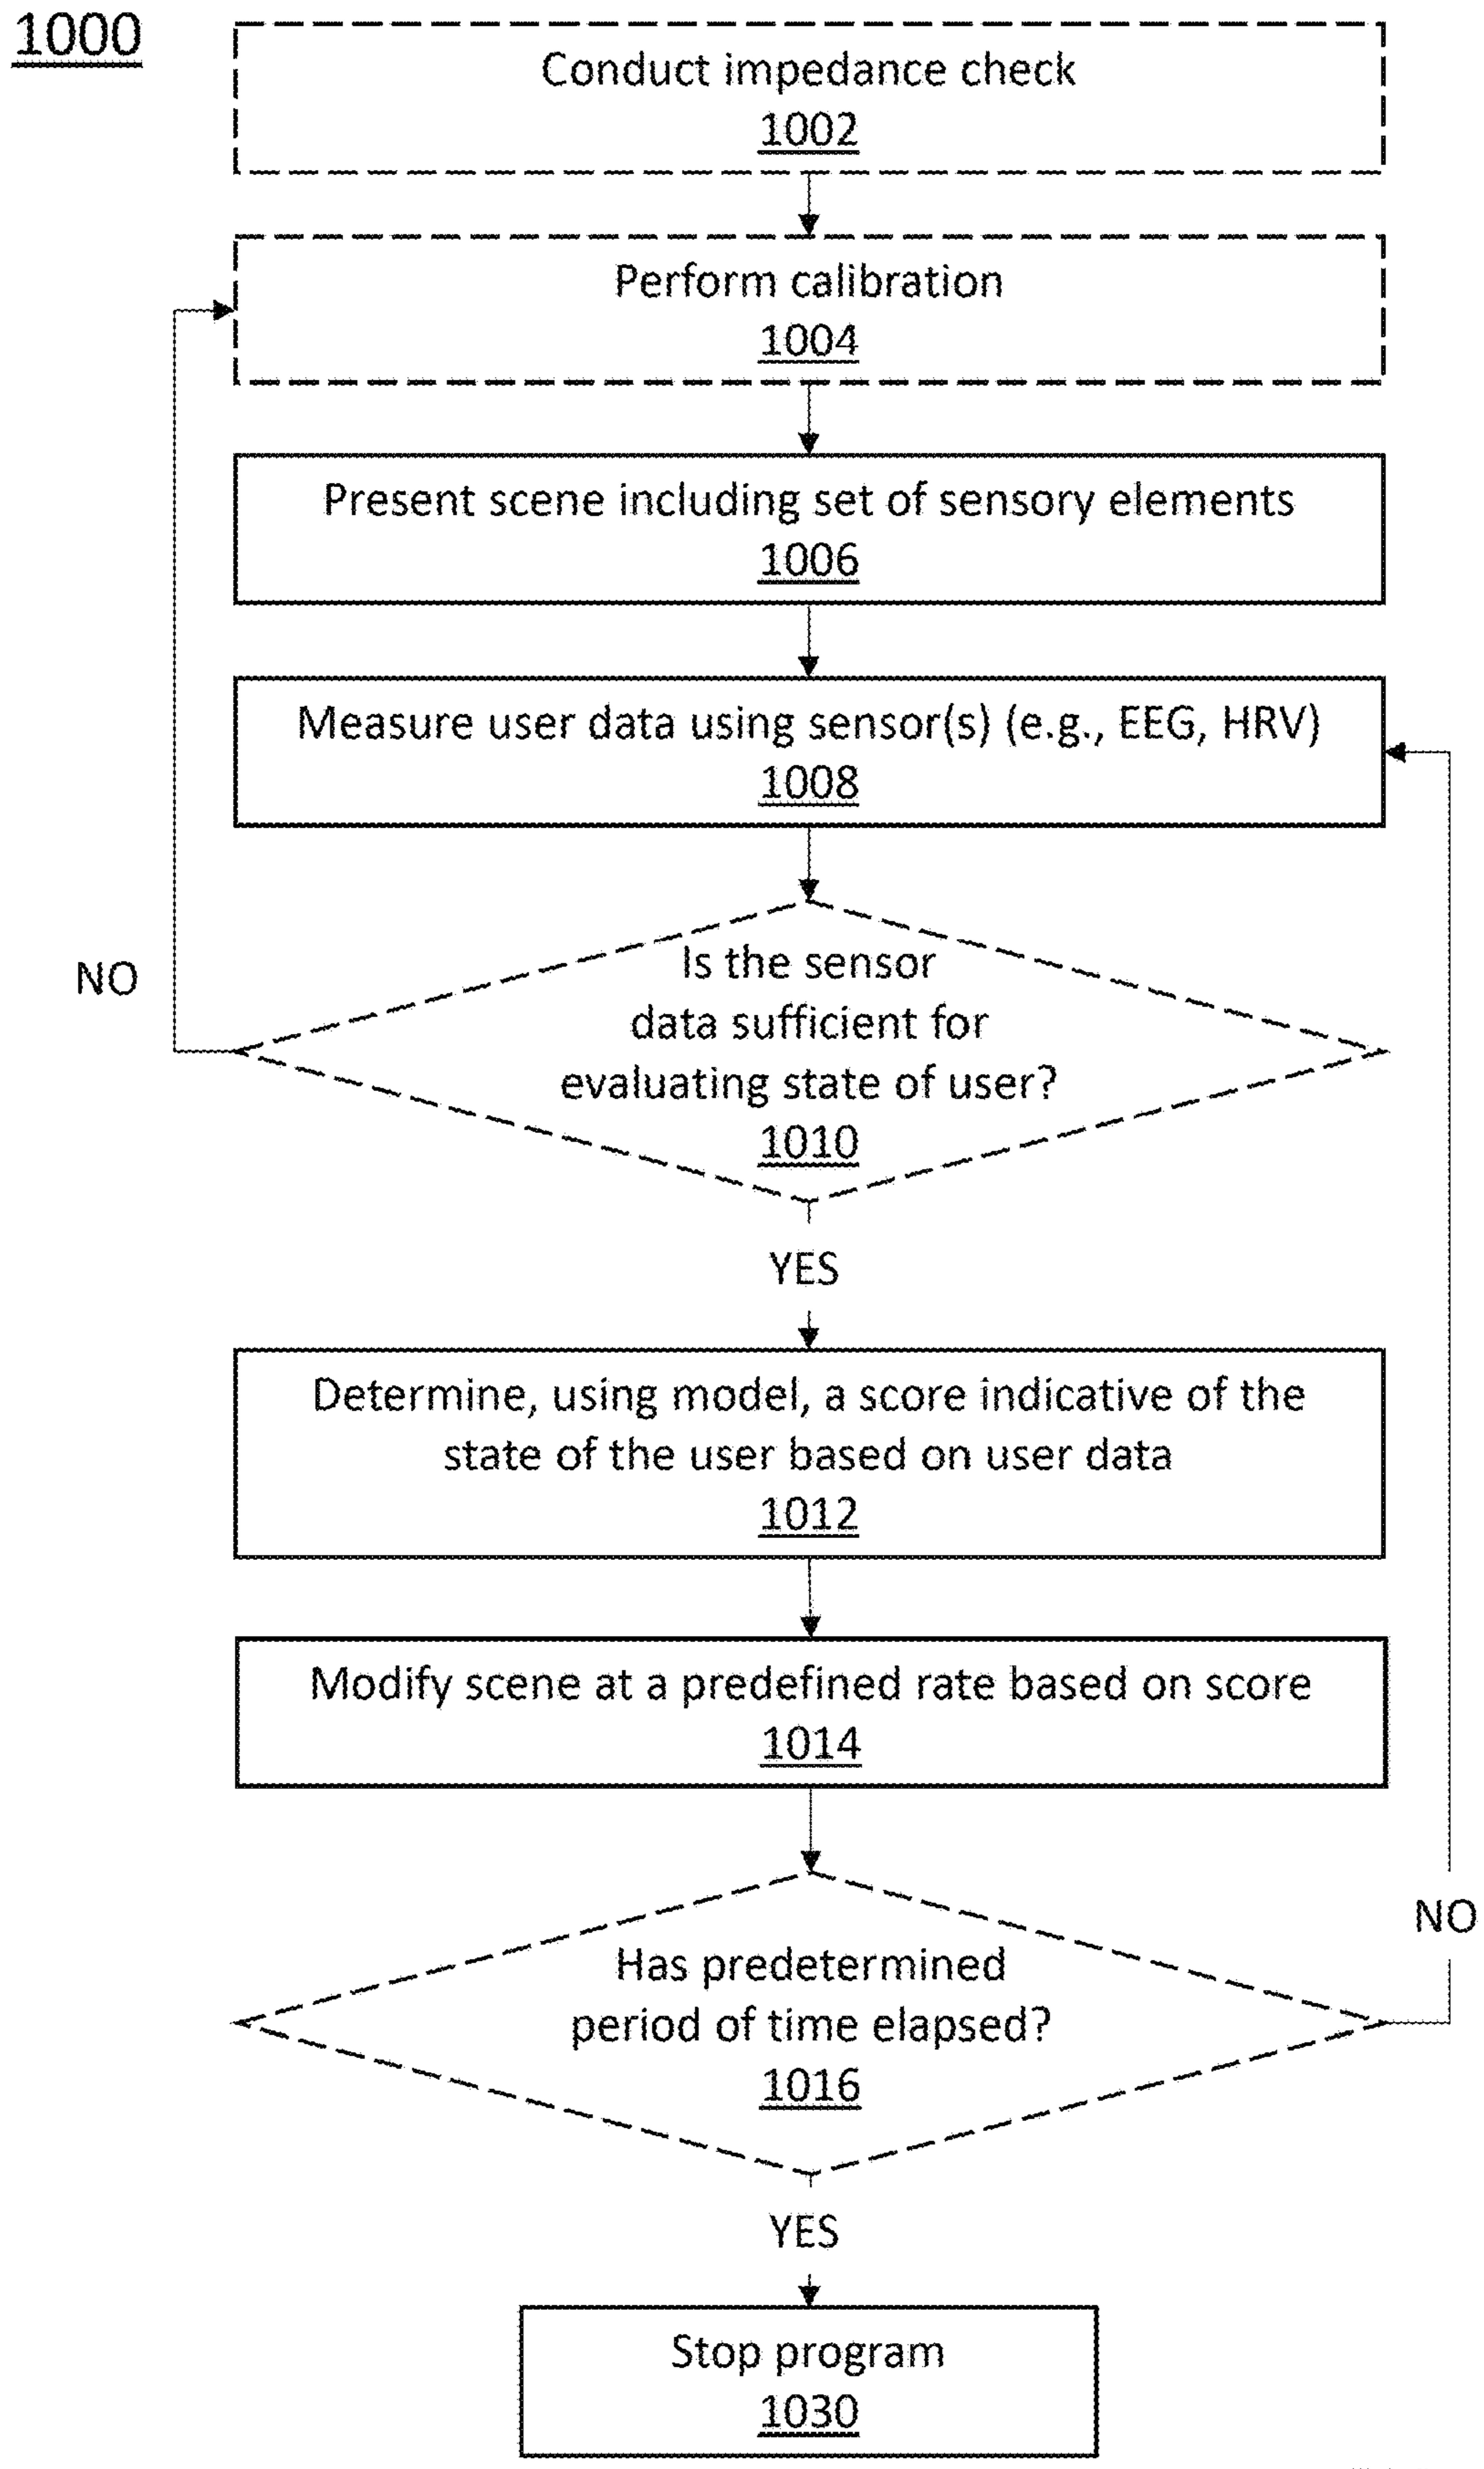 1000
Conduct impedance check
1002
Perform calibration
1004
Present scene including set of sensory elements
1006
Measure user data using sensor(s) (e.g., EEG, HRV)
1008
Is the sensor
data sufficient for
evaluating state of user?
1010
NO
YES
Determine, using model, a score indicative of the
state of the user based on user data
1012
Modify scene at a predefined rate based on score
1014
Has predetermined
period of time elapsed?
1016
NO
YES
Stop program
1030